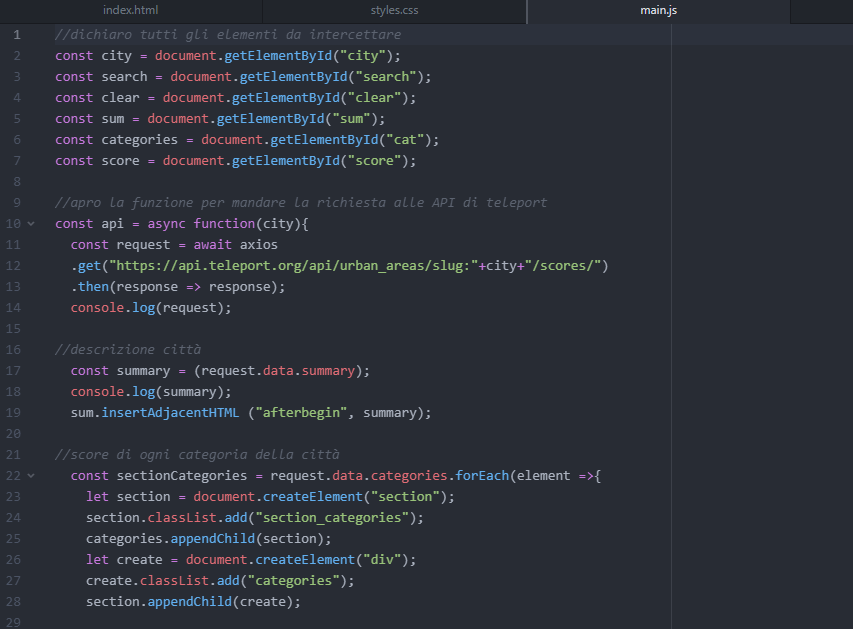 index.html styles.css main.js
1 //dichiaro tutti gli elementi da intercettare
2 const city = document.getElementById("city");
3 const search = document.getElementById("search");
4 const clear = document.getElementById("clear");
5 const sum = document.getElementById("sum");
6 const categories = document.getElementById("cat");
7 const score = document.getElementById("score");
8
9 //apro la funzione per mandare la richiesta alle API di teleport
10 const api = async function(city){
11 const request = await axios
12 .get("https://api.teleport.org/api/urban_areas/slug:"+city+"/scores/")
13 .then(response => response);
14 console.log(request);
15
16 //descrizione città
17 const summary = (request.data.summary);
18 console.log(summary);
19 sum.insertAdjacentHTML ("afterbegin", summary);
20
21 //score di ogni categoria della città
22 const sectionCategories = request.data.categories.forEach(element =>{
23 let section = document.createElement("section");
24 section.classList.add("section_categories");
25 categories.appendChild(section);
26 let create = document.createElement("div");
27 create.classList.add("categories");
28 section.appendChild(create);
29